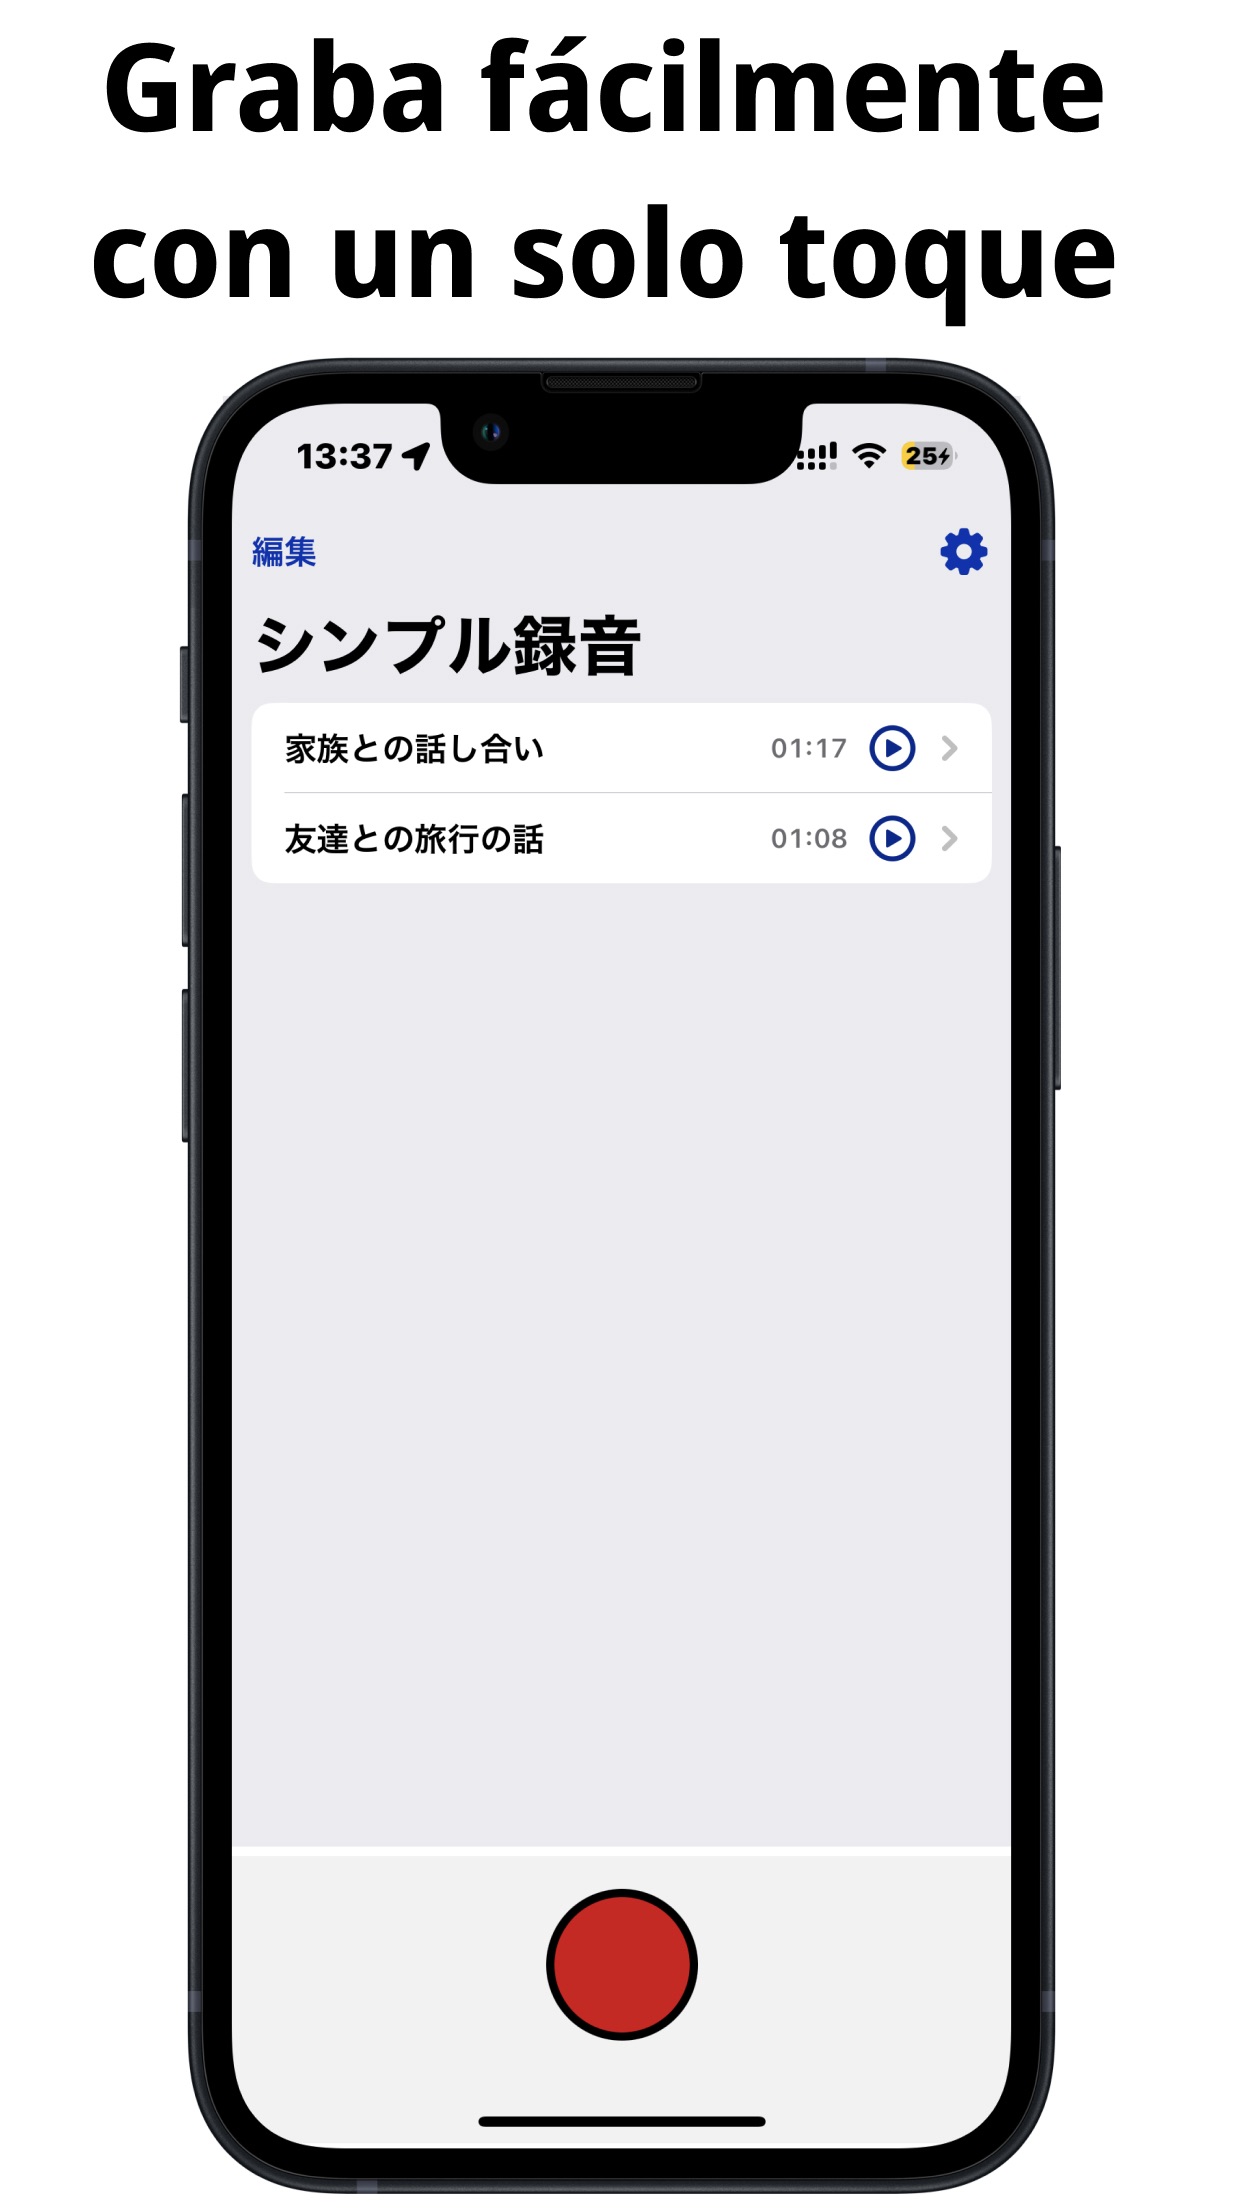 Graba fácilmente
con un solo toque
13:37 25
編集
シンプル録音
家族との話し合い 01:17
友達との旅行の話 01:08